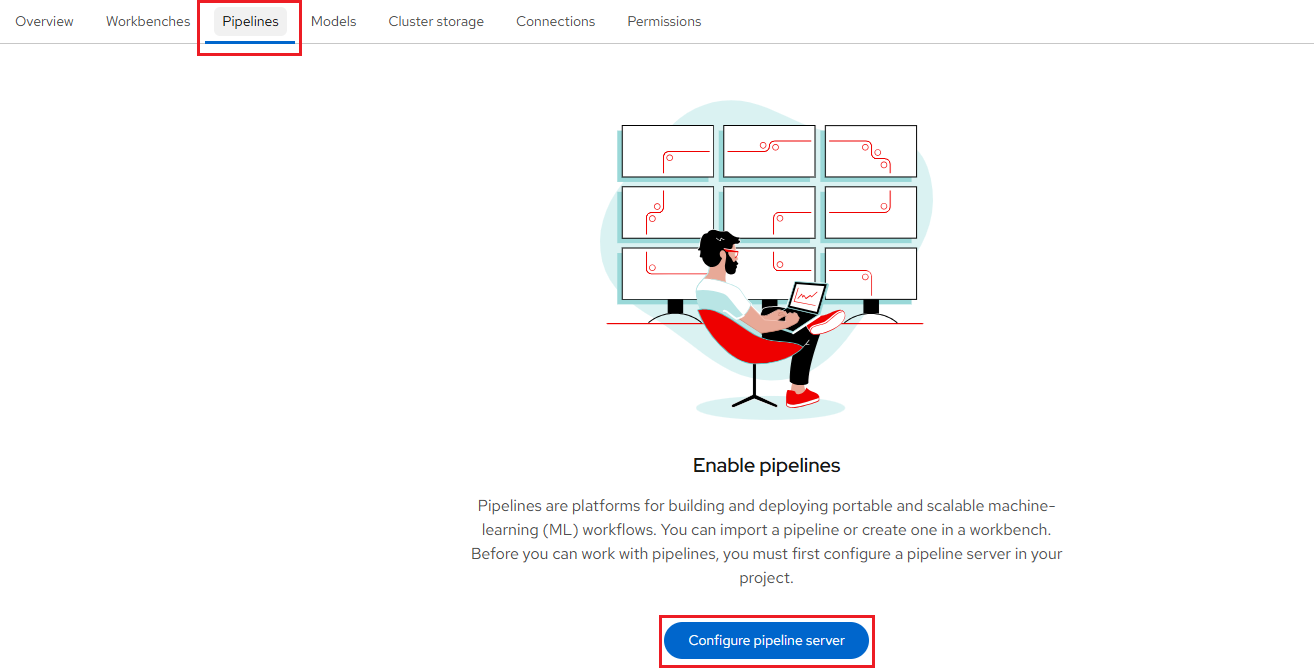 Overview Workbenches Pipelines Models Cluster storage Connections Permissions
Enable pipelines
Pipelines are platforms for building and deploying portable and scalable machine-
learning (ML) workflows. You can import a pipeline or create one in a workbench.
Before you can work with pipelines, you must first configure a pipeline server in your
project.
Configure pipeline server